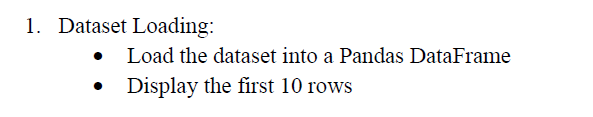 1. Dataset Loading:
• Load the dataset into a Pandas DataFrame
• Display the first 10 rows